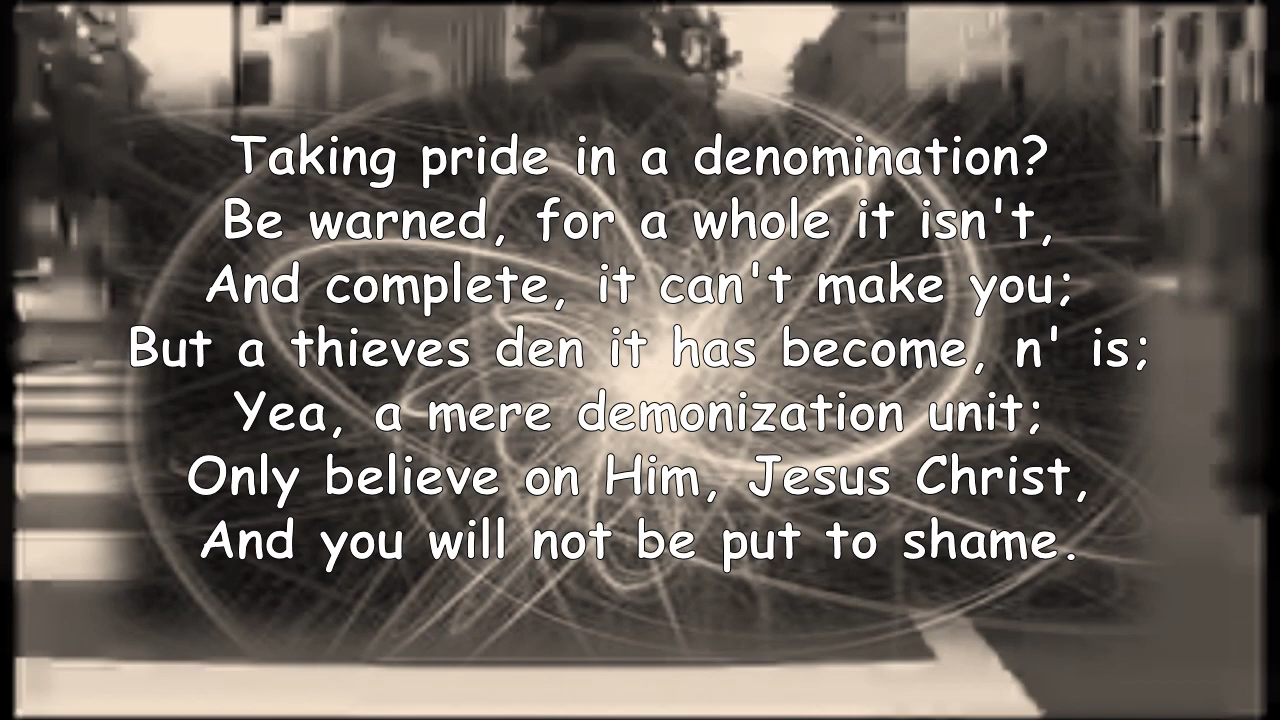 Taking pride in a denomination?
Be warned, for a whole it isn't,
And complete, it can't make you;
But a thieves den it has become, n' is;
Yea, a mere demonization unit;
Only believe on Him, Jesus Christ,
And you will not be put to shame.